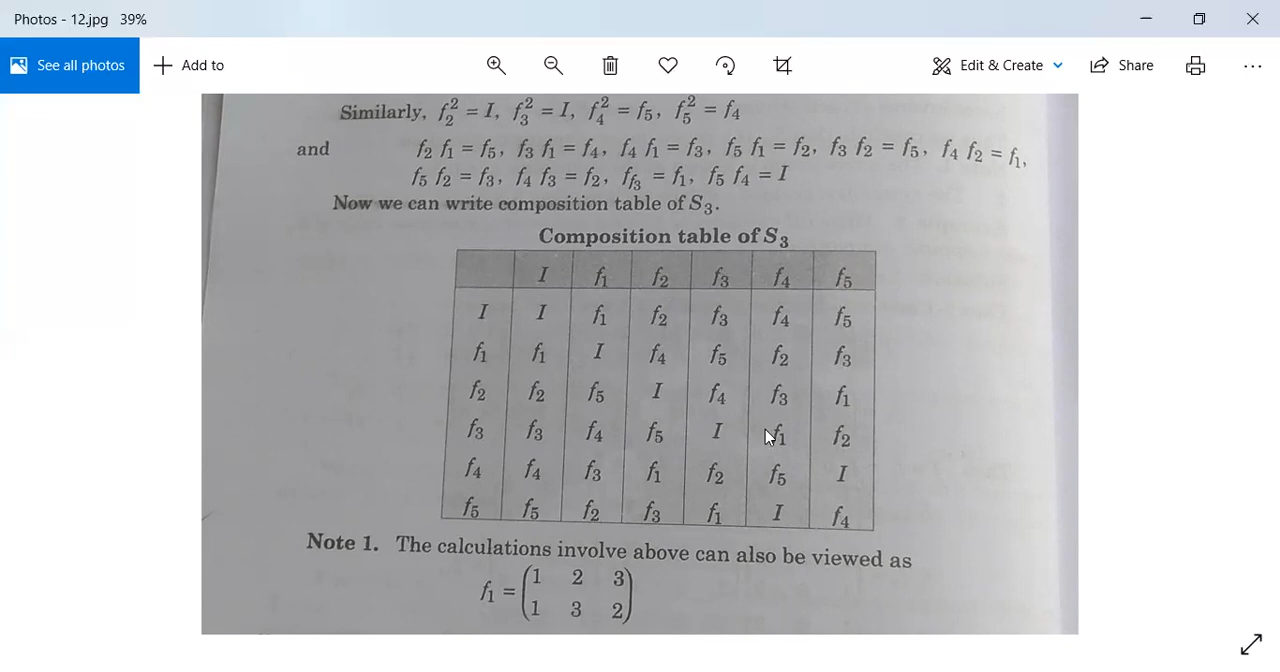 Photos - 12.jpg 39%
See all photos
Add to
Edit & Create
Share
Similarly, f₂² = I, f₃² = I, f₄² = f₅, f₅² = f₄
and f₂ f₁ = f₅, f₃ f₁ = f₄, f₄ f₁ = f₃, f₅ f₁ = f₂, f₃ f₂ = f₅, f₄ f₂ = f₁,
f₅ f₂ = f₃, f₄ f₃ = f₂, f_f₃ = f₁, f₅ f₄ = I
Now we can write composition table of S₃.
Composition table of S₃
I f₁ f₂ f₃ f₄ f₅
I I f₁ f₂ f₃ f₄ f₅
f₁ f₁ I f₄ f₅ f₂ f₃
f₂ f₂ f₅ I f₄ f₃ f₁
f₃ f₃ f₄ f₅ I f₁ f₂
f₄ f₄ f₃ f₁ f₂ f₅ I
f₅ f₅ f₂ f₃ f₁ I f₄
Note 1. The calculations involve above can also be viewed as
f₁ = (1 2 3
1 3 2)